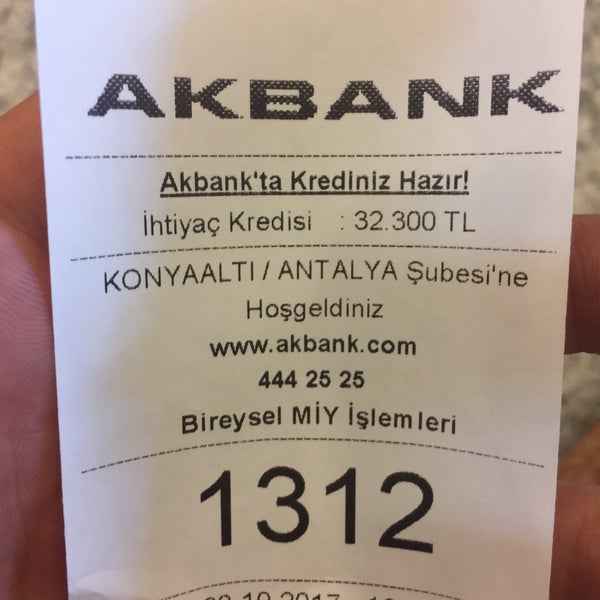 AKBANK
Akbank'ta Krediniz Hazır!
İhtiyaç Kredisi : 32.300 TL
KONYAALTI / ANTALYA Şubesi'ne
Hoşgeldiniz
www.akbank.com
444 25 25
Bireysel MİY İşlemleri
1312